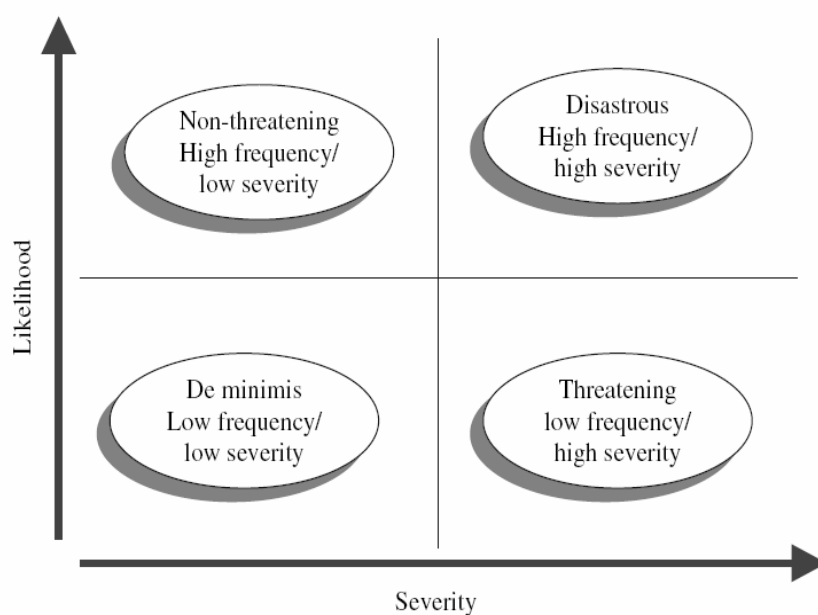 Non-threatening
High frequency/
low severity
Disastrous
High frequency/
high severity
Likelihood
De minimis
Low frequency/
low severity
Threatening
low frequency/
high severity
Severity